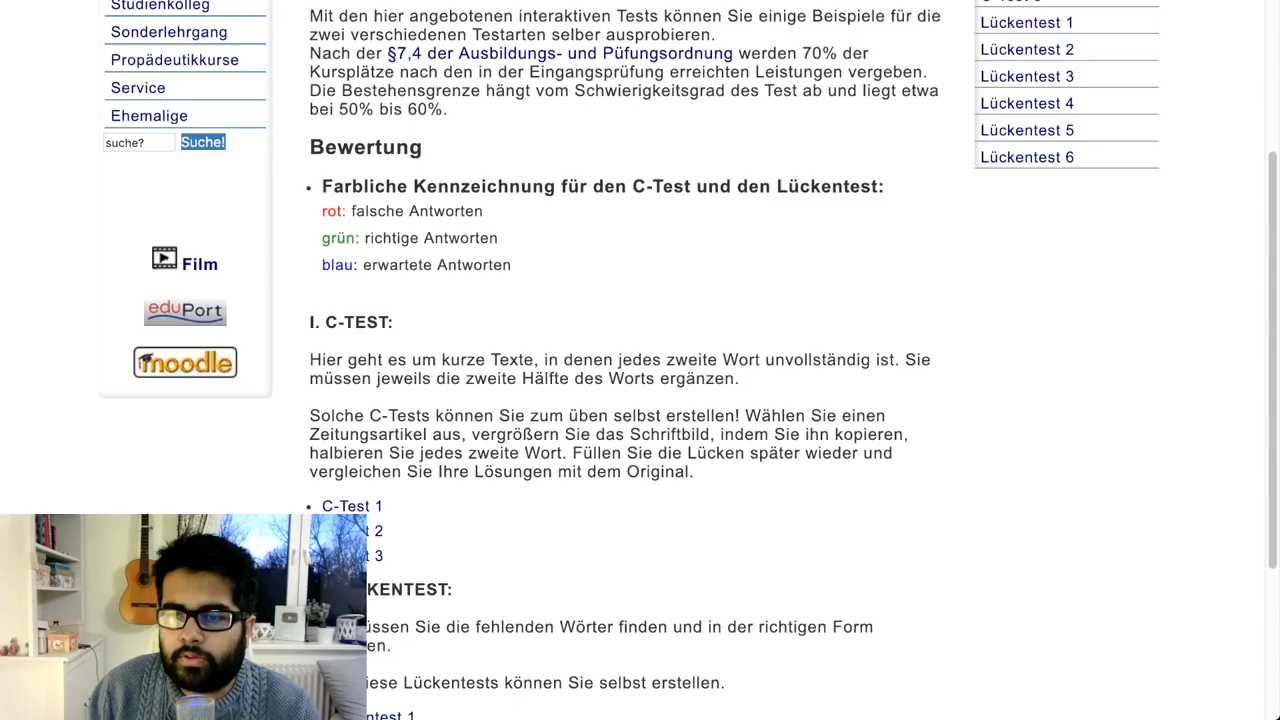 Studienkolleg
Sonderlehrgang
Propädeutikkurse
Service
Ehemalige
suche? Suche!
Film
eduPort
moodle
Mit den hier angebotenen interaktiven Tests können Sie einige Beispiele für die
zwei verschiedenen Testarten selber ausprobieren.
Nach der §7,4 der Ausbildungs- und Püfungsordnung werden 70% der
Kursplätze nach den in der Eingangsprüfung erreichten Leistungen vergeben.
Die Bestehensgrenze hängt vom Schwierigkeitsgrad des Test ab und liegt etwa
bei 50% bis 60%.
Bewertung
• Farbliche Kennzeichnung für den C-Test und den Lückentest:
rot: falsche Antworten
grün: richtige Antworten
blau: erwartete Antworten
I. C-TEST:
Hier geht es um kurze Texte, in denen jedes zweite Wort unvollständig ist. Sie
müssen jeweils die zweite Hälfte des Worts ergänzen.
Solche C-Tests können Sie zum üben selbst erstellen! Wählen Sie einen
Zeitungsartikel aus, vergrößern Sie das Schriftbild, indem Sie ihn kopieren,
halbieren Sie jedes zweite Wort. Füllen Sie die Lücken später wieder und
vergleichen Sie Ihre Lösungen mit dem Original.
• C-Test 1
t 2
t 3
KENTEST:
üssen Sie die fehlenden Wörter finden und in der richtigen Form
en.
iese Lückentests können Sie selbst erstellen.
ntest 1
Lückentest 1
Lückentest 2
Lückentest 3
Lückentest 4
Lückentest 5
Lückentest 6